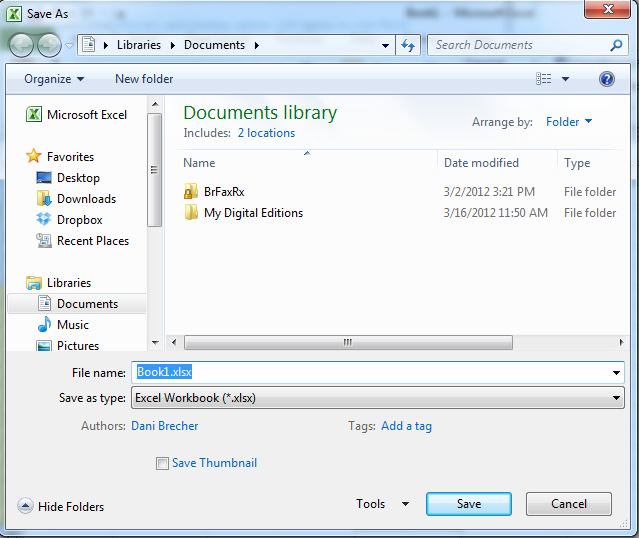 Save As
Libraries Documents
Search Documents
Organize New folder
Microsoft Excel
Favorites
Desktop
Downloads
Dropbox
Recent Places
Libraries
Documents
Music
Pictures
Documents library
Includes: 2 locations
Arrange by: Folder
Name Date modified Type
BrFaxRx 3/2/2012 3:21 PM File folder
My Digital Editions 3/16/2012 11:50 AM File folder
File name: Book1.xlsx
Save as type: Excel Workbook (*.xlsx)
Authors: Dani Brecher Tags: Add a tag
Save Thumbnail
Hide Folders Tools Save Cancel